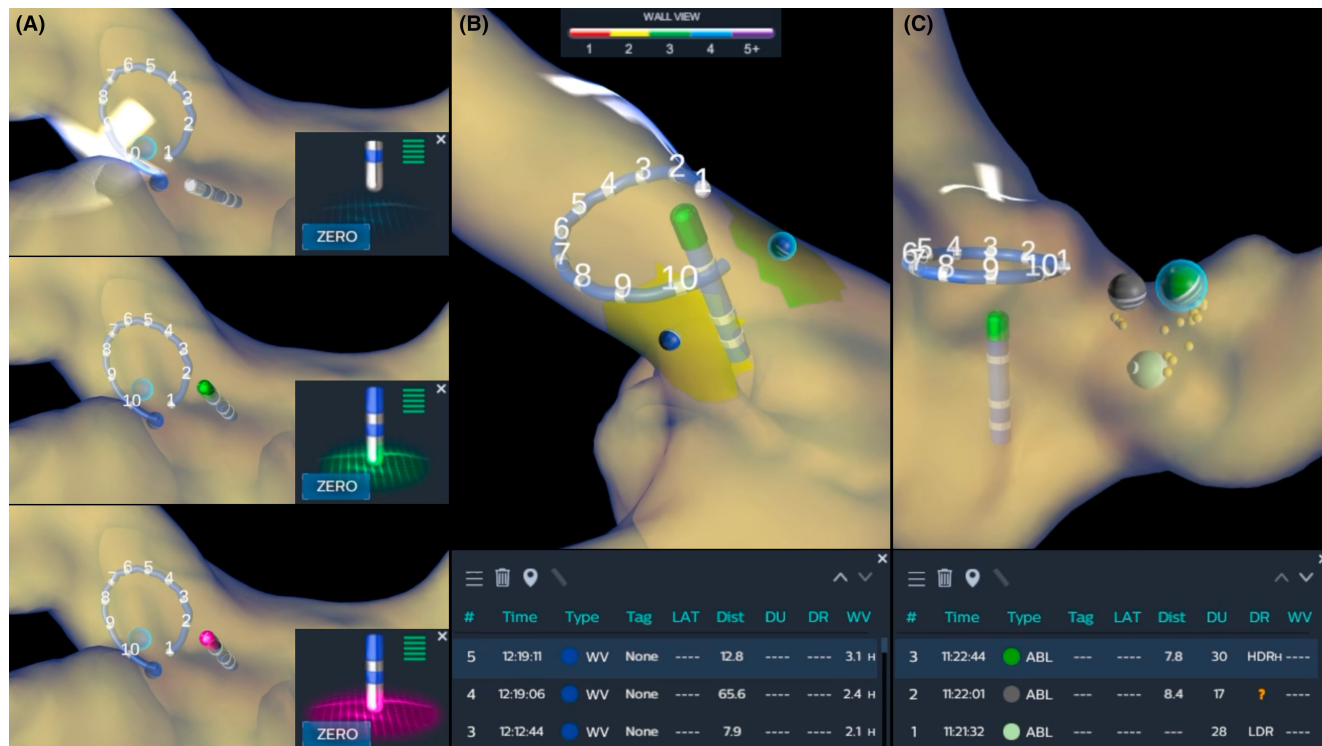 (A)
6 5
7 4
8 3
2
0 1
ZERO
6 5
7 4
8 3
9 2
10 1
ZERO
6 5
7 4
8 3
9 2
10 1
ZERO
(B)
WALL VIEW
1 2 3 4 5+
3 2 1
4
5
6
7
8 9 10
# Time Type Tag LAT Dist DU DR WV
5 12:19:11 WV None ---- 12.8 ---- ---- 3.1 H
4 12:19:06 WV None ---- 65.6 ---- ---- 2.4 H
3 12:12:44 WV None ---- 7.9 ---- ---- 2.1 H
(C)
6 5 4 3 2 1
7 8 9 10
# Time Type Tag LAT Dist DU DR WV
3 11:22:44 ABL --- ---- 7.8 30 HDRH ----
2 11:22:01 ABL --- ---- 8.4 17 ? ----
1 11:21:32 ABL --- ---- --- 28 LDR ----